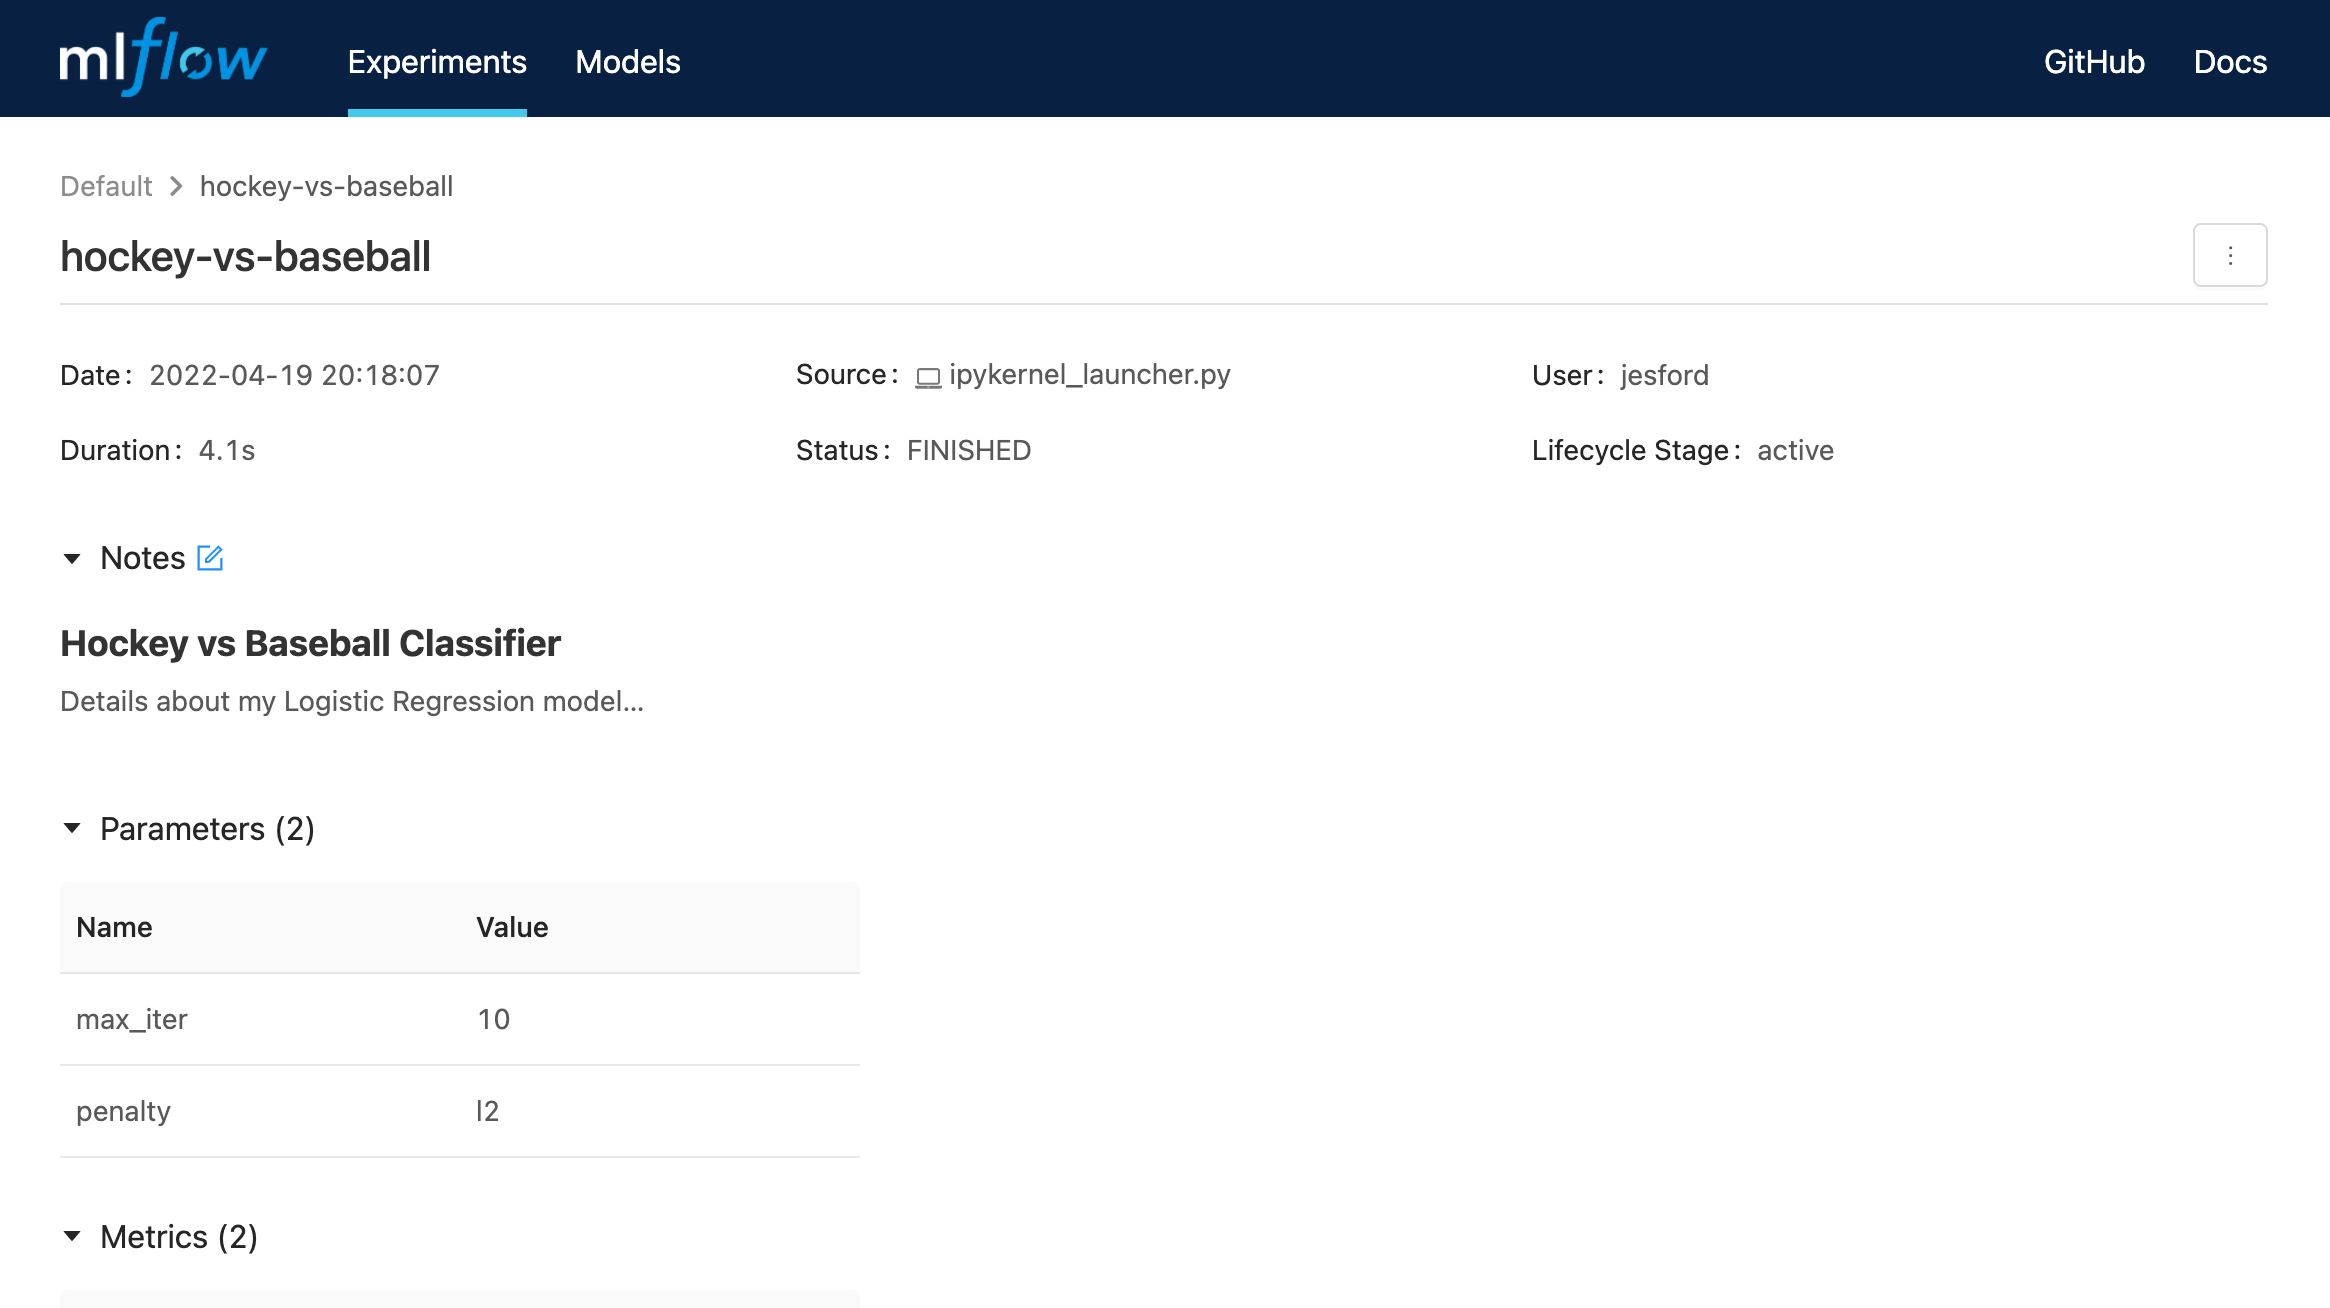 mlflow Experiments Models GitHub Docs
Default > hockey-vs-baseball
hockey-vs-baseball
Date: 2022-04-19 20:18:07 Source: ipykernel_launcher.py User: jesford
Duration: 4.1s Status: FINISHED Lifecycle Stage: active
Notes
Hockey vs Baseball Classifier
Details about my Logistic Regression model...
Parameters (2)
Name Value
max_iter 10
penalty l2
Metrics (2)